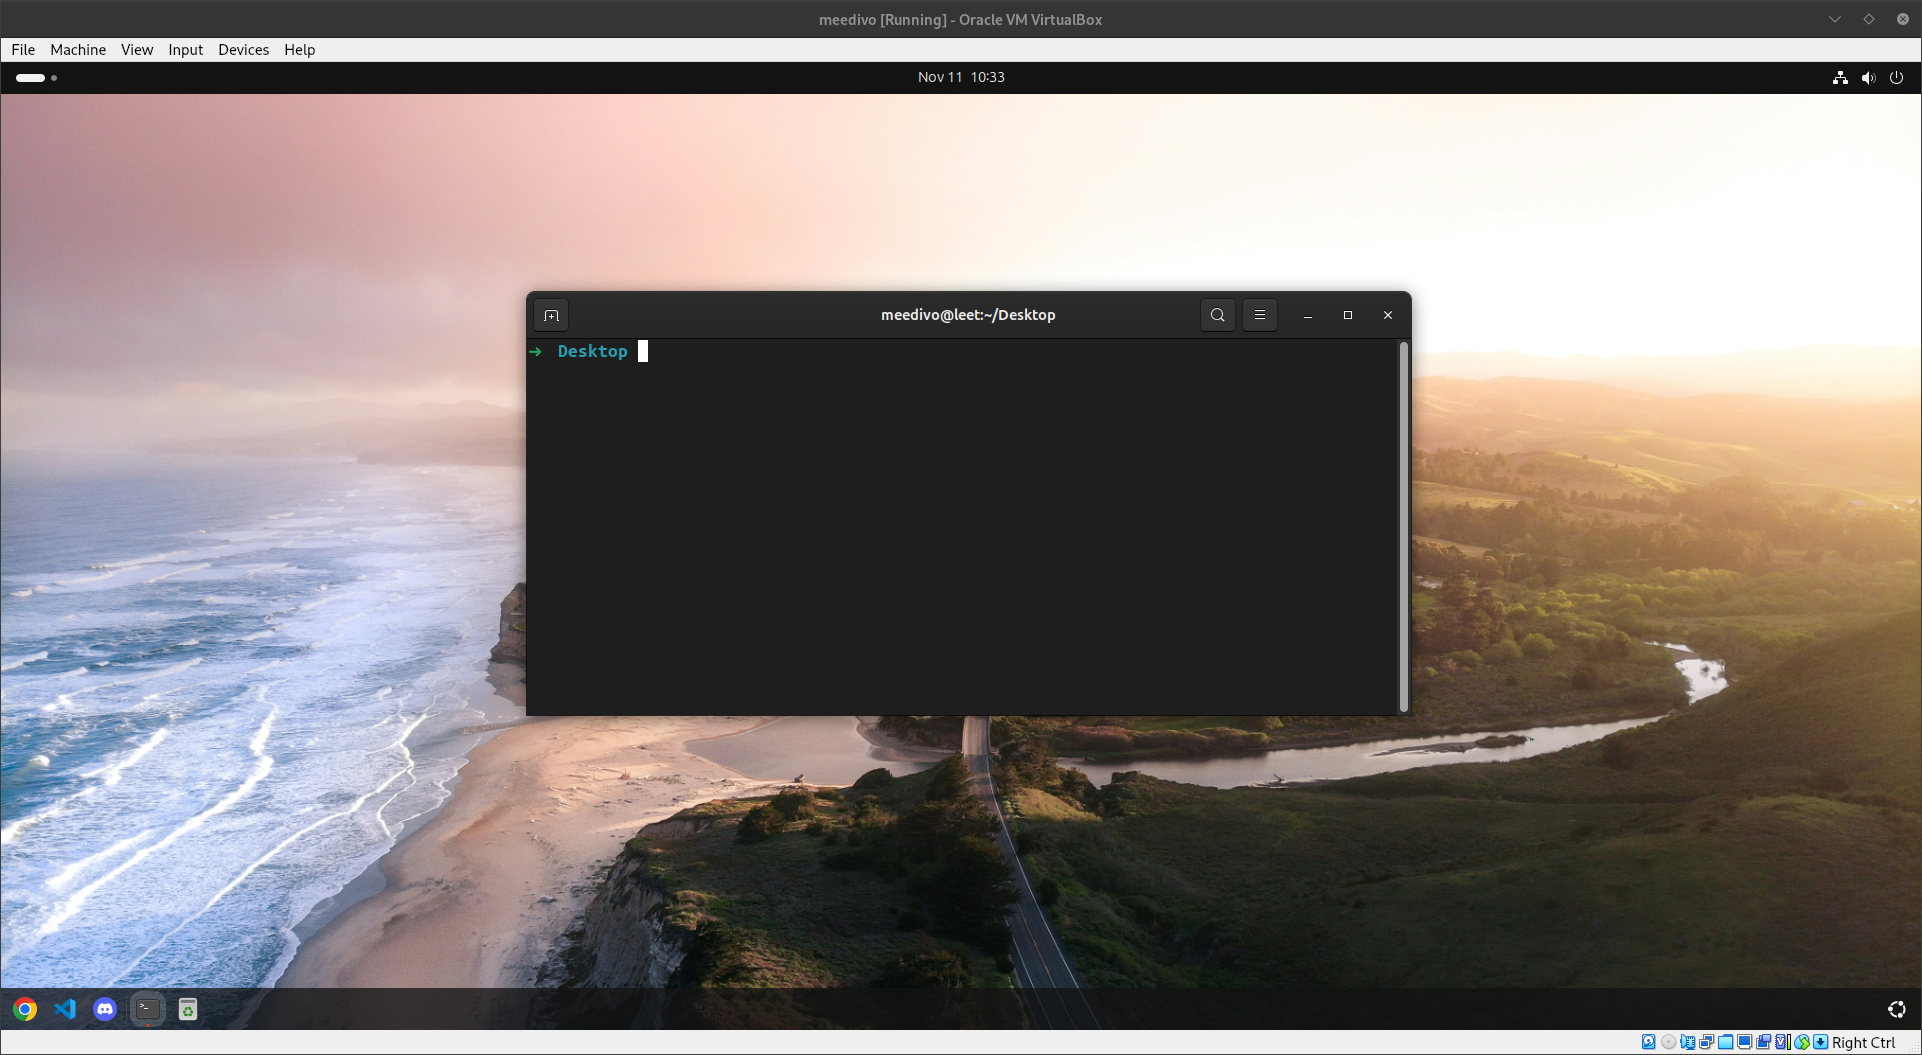 meedivo [Running] - Oracle VM VirtualBox
File Machine View Input Devices Help
Nov 11 10:33
meedivo@leet:~/Desktop
➜ Desktop
Right Ctrl